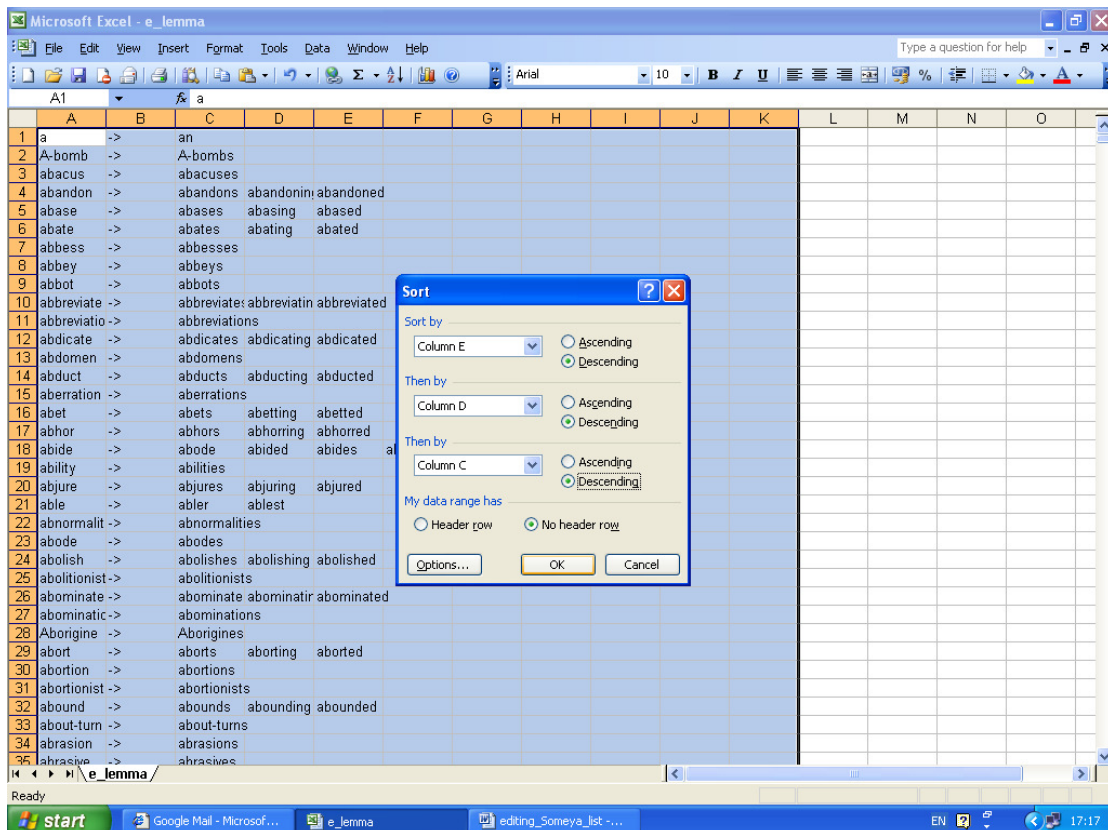 Microsoft Excel - e_lemma
File Edit View Insert Format Tools Data Window Help Type a question for help
Arial 10 B I U
A1 fx a
A B C D E F G H I J K L M N O
1 a -> an
2 A-bomb -> A-bombs
3 abacus -> abacuses
4 abandon -> abandons abandonin abandoned
5 abase -> abases abasing abased
6 abate -> abates abating abated
7 abbess -> abbesses
8 abbey -> abbeys
9 abbot -> abbots
10 abbreviate -> abbreviates abbreviatin abbreviated
11 abbreviatio -> abbreviations
12 abdicate -> abdicates abdicating abdicated
13 abdomen -> abdomens
14 abduct -> abducts abducting abducted
15 aberration -> aberrations
16 abet -> abets abetting abetted
17 abhor -> abhors abhorring abhorred
18 abide -> abode abided abides
19 ability -> abilities
20 abjure -> abjures abjuring abjured
21 able -> abler ablest
22 abnormalit -> abnormalities
23 abode -> abodes
24 abolish -> abolishes abolishing abolished
25 abolitionist -> abolitionists
26 abominate -> abominate abominatir abominated
27 abominatic -> abominations
28 Aborigine -> Aborigines
29 abort -> aborts aborting aborted
30 abortion -> abortions
31 abortionist -> abortionists
32 abound -> abounds abounding abounded
33 about-turn -> about-turns
34 abrasion -> abrasions
35 abrasive -> abrasives
Sort
Sort by
Column E
Ascending
Descending
Then by
Column D
Ascending
Descending
Then by
Column C
Ascending
Descending
My data range has
Header row No header row
Options... OK Cancel
e_lemma
Ready
start Google Mail - Microsof... e_lemma editing_Someya_list -... EN 17:17